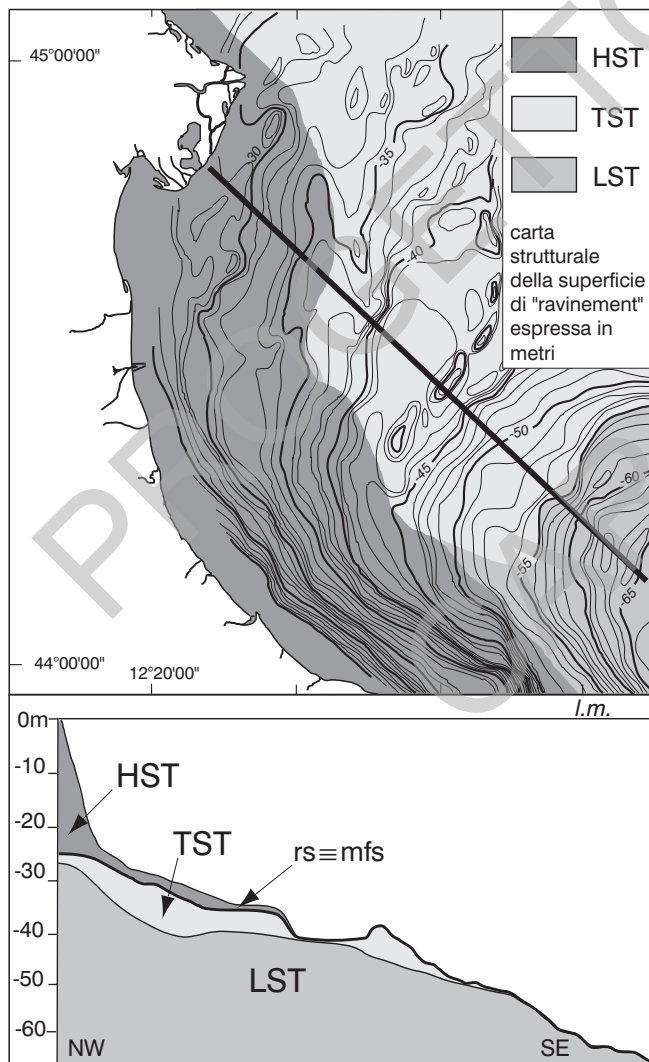 45°00'00"
HST
TST
LST
carta
strutturale
della superficie
di "ravinement"
espressa in
metri
-30
-35
-40
-50
-45
-60
-55
-65
44°00'00"
12°20'00"
l.m.
0m
-10
HST
-20
TST
rs≡mfs
-30
-40
LST
-50
-60
NW
SE